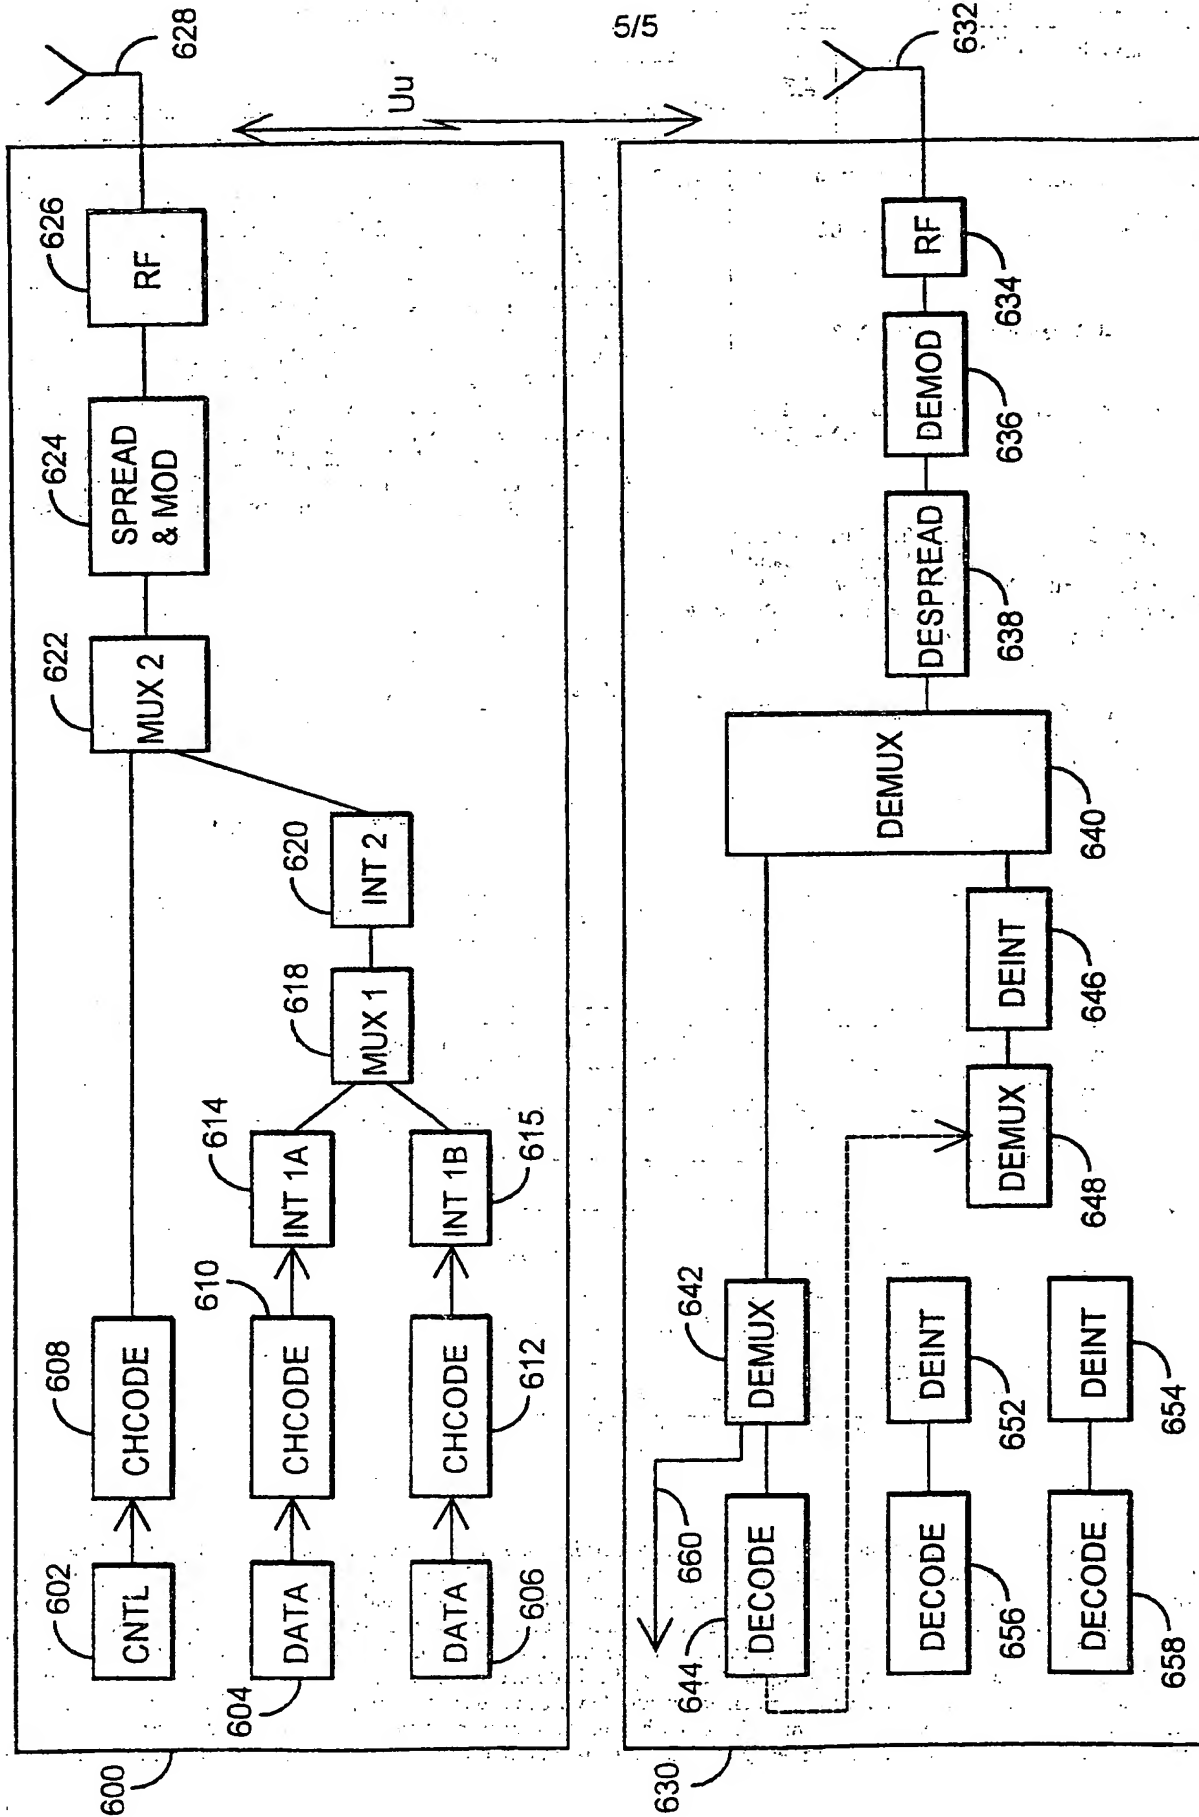 5/5
600
602
CNTL
608
CHCODE
622
MUX 2
624
SPREAD
& MOD
626
RF
628
604
DATA
610
CHCODE
614
INT 1A
618
MUX 1
620
INT 2
606
DATA
612
CHCODE
615
INT 1B
Uu
630
660
644
DECODE
642
DEMUX
640
DEMUX
638
DESPREAD
636
DEMOD
634
RF
632
656
DECODE
652
DEINT
648
DEMUX
646
DEINT
658
DECODE
654
DEINT